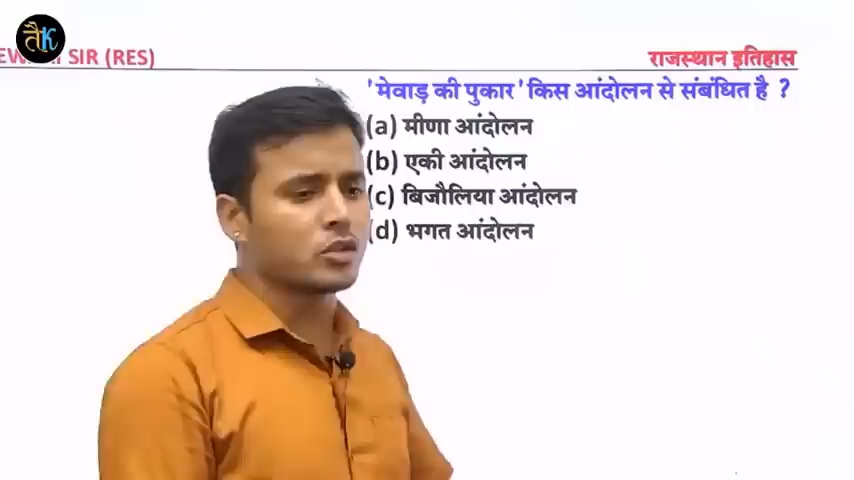 तैK
SIR (RES)
राजस्थान इतिहास
'मेवाड़ की पुकार' किस आंदोलन से संबंधित है ?
(a) मीणा आंदोलन
(b) एकी आंदोलन
(c) बिजौलिया आंदोलन
(d) भगत आंदोलन